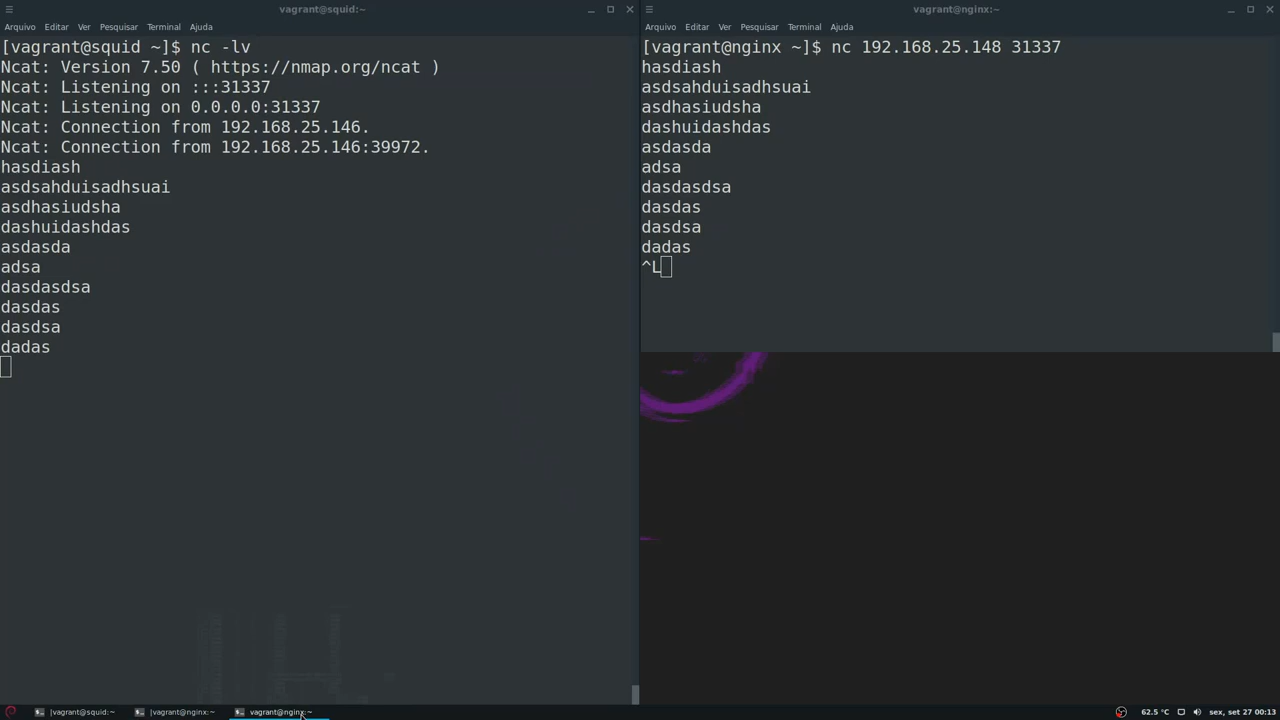 vagrant@squid:~
Arquivo Editar Ver Pesquisar Terminal Ajuda
[vagrant@squid ~]$ nc -lv
Ncat: Version 7.50 ( https://nmap.org/ncat )
Ncat: Listening on :::31337
Ncat: Listening on 0.0.0.0:31337
Ncat: Connection from 192.168.25.146.
Ncat: Connection from 192.168.25.146:39972.
hasdiash
asdsahduisadhsuai
asdhasiudsha
dashuidashdas
asdasda
adsa
dasdasdsa
dasdas
dasdsa
dadas
vagrant@nginx:~
Arquivo Editar Ver Pesquisar Terminal Ajuda
[vagrant@nginx ~]$ nc 192.168.25.148 31337
hasdiash
asdsahduisadhsuai
asdhasiudsha
dashuidashdas
asdasda
adsa
dasdasdsa
dasdas
dasdsa
dadas
^L
[vagrant@squid:~ [vagrant@nginx:~ vagrant@nginx:~ 62.5 °C sex, set 27 00:13